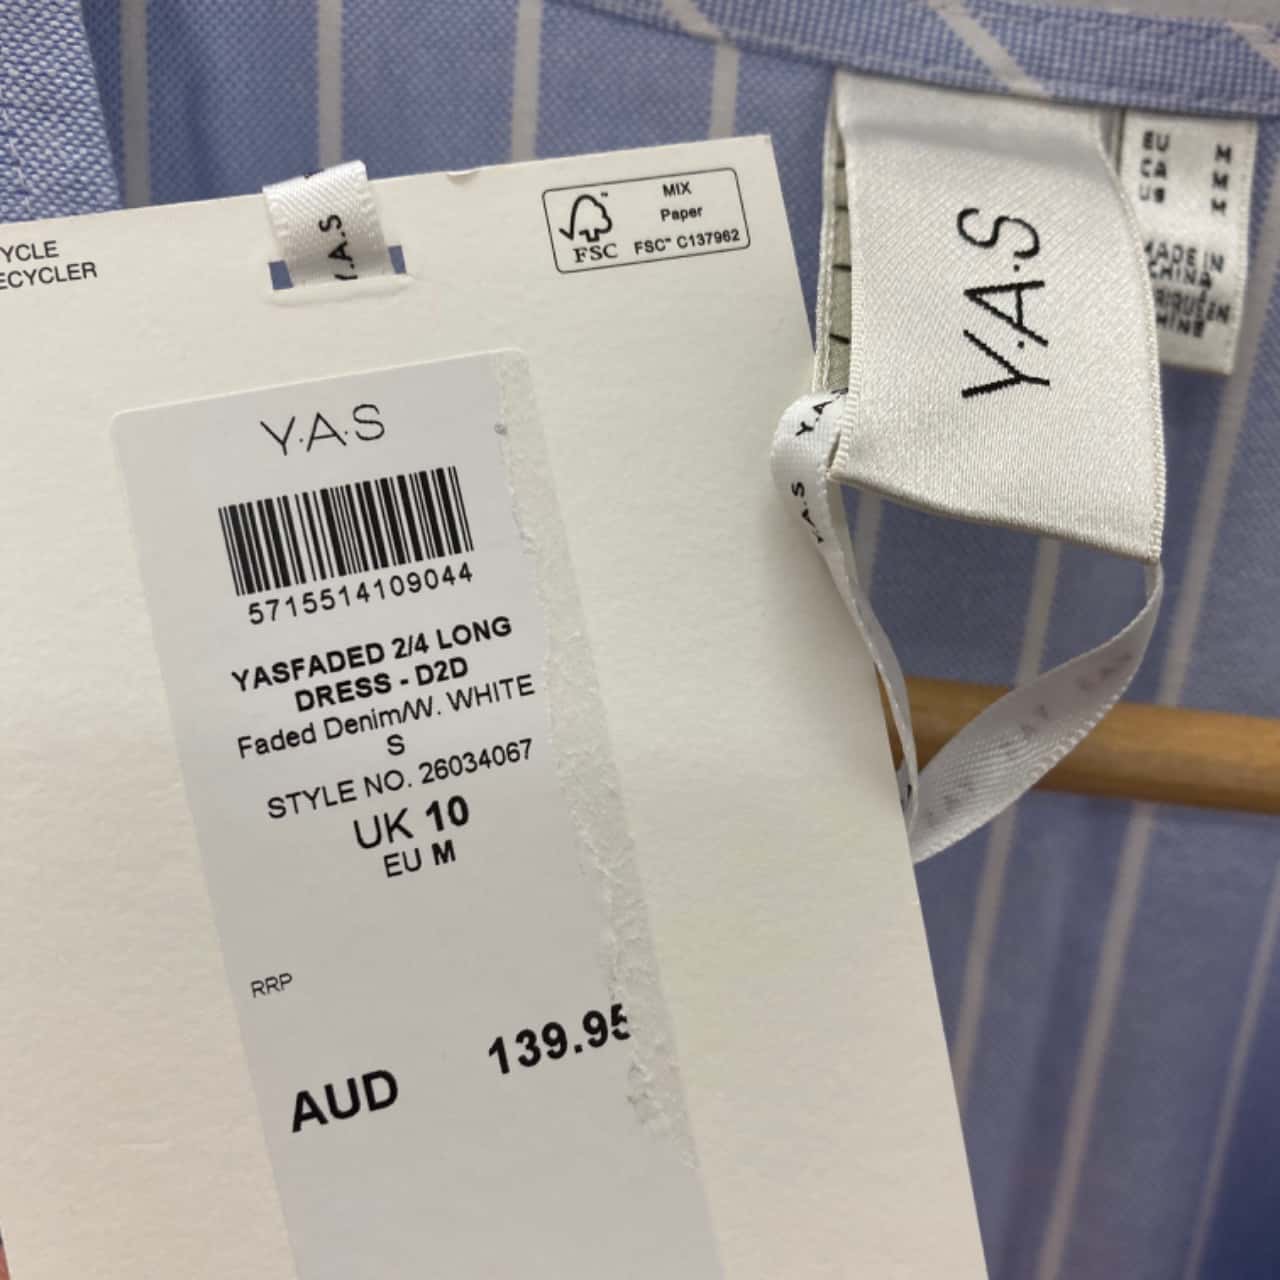 YCLE
ECYCLER
Y.A.S
MIX
Paper
FSC
FSC™ C137962
Y.A.S
5715514109044
YASFADED 2/4 LONG
DRESS - D2D
Faded Denim/W. WHITE
S
STYLE NO. 26034067
UK 10
EU M
RRP
AUD 139.95
Y.A.S
Y.A
Y.A.S
EU M
CA M
US M
MADE IN
CHINA